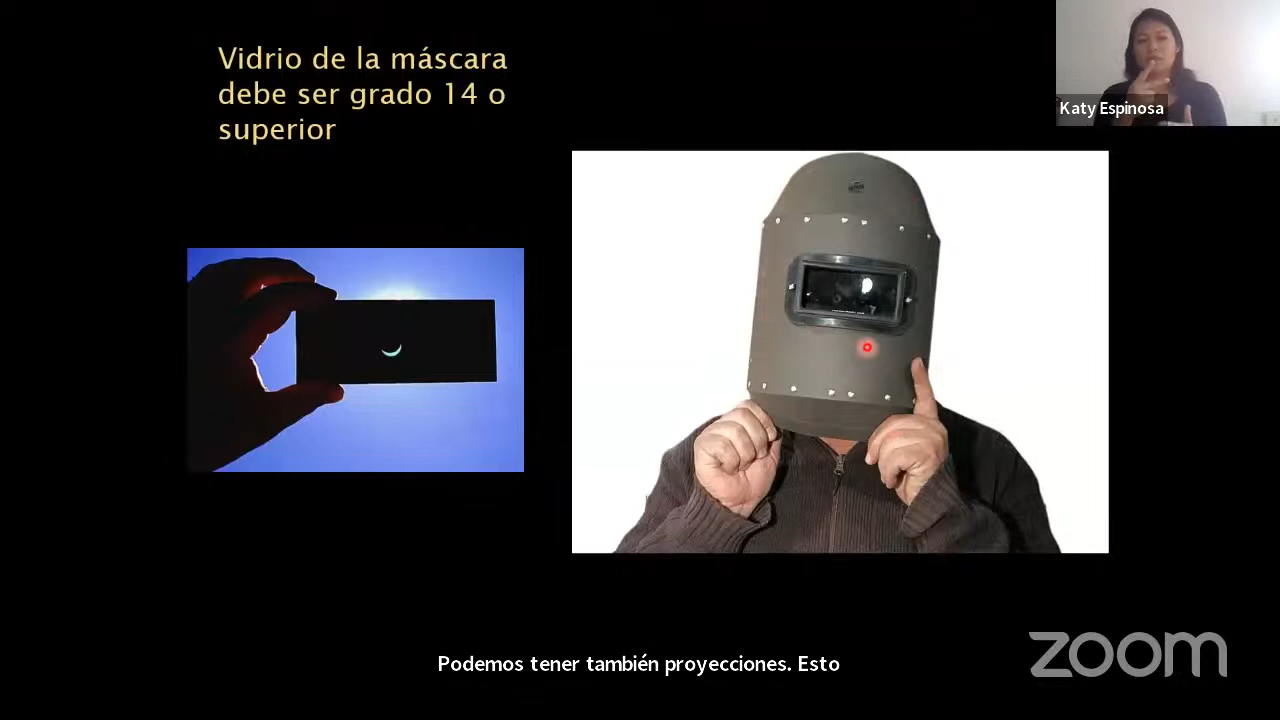 Vidrio de la máscara
debe ser grado 14 o
superior
Katy Espinosa
Podemos tener también proyecciones. Esto
zoom